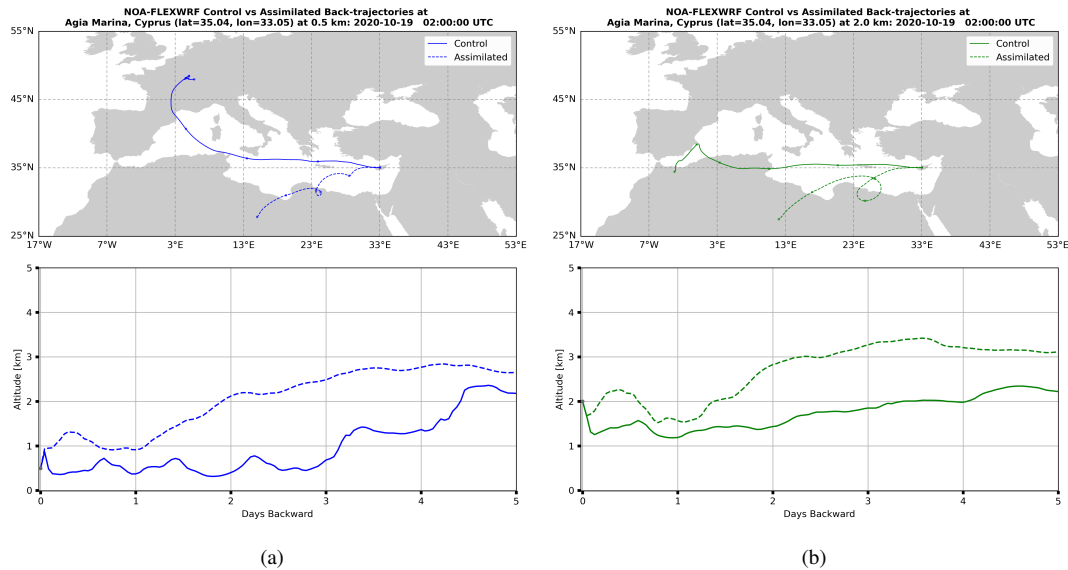 NOA-FLEXWRF Control vs Assimilated Back-trajectories at
Agia Marina, Cyprus (lat=35.04, lon=33.05) at 0.5 km: 2020-10-19 02:00:00 UTC
55°N
45°N
35°N
25°N
17°W 7°W 3°E 13°E 23°E 33°E 43°E 53°E
Control
Assimilated
5
4
3
2
1
0
Altitude [km]
0 1 2 3 4 5
Days Backward
(a)
NOA-FLEXWRF Control vs Assimilated Back-trajectories at
Agia Marina, Cyprus (lat=35.04, lon=33.05) at 2.0 km: 2020-10-19 02:00:00 UTC
55°N
45°N
35°N
25°N
17°W 7°W 3°E 13°E 23°E 33°E 43°E 53°E
Control
Assimilated
5
4
3
2
1
0
Altitude [km]
0 1 2 3 4 5
Days Backward
(b)